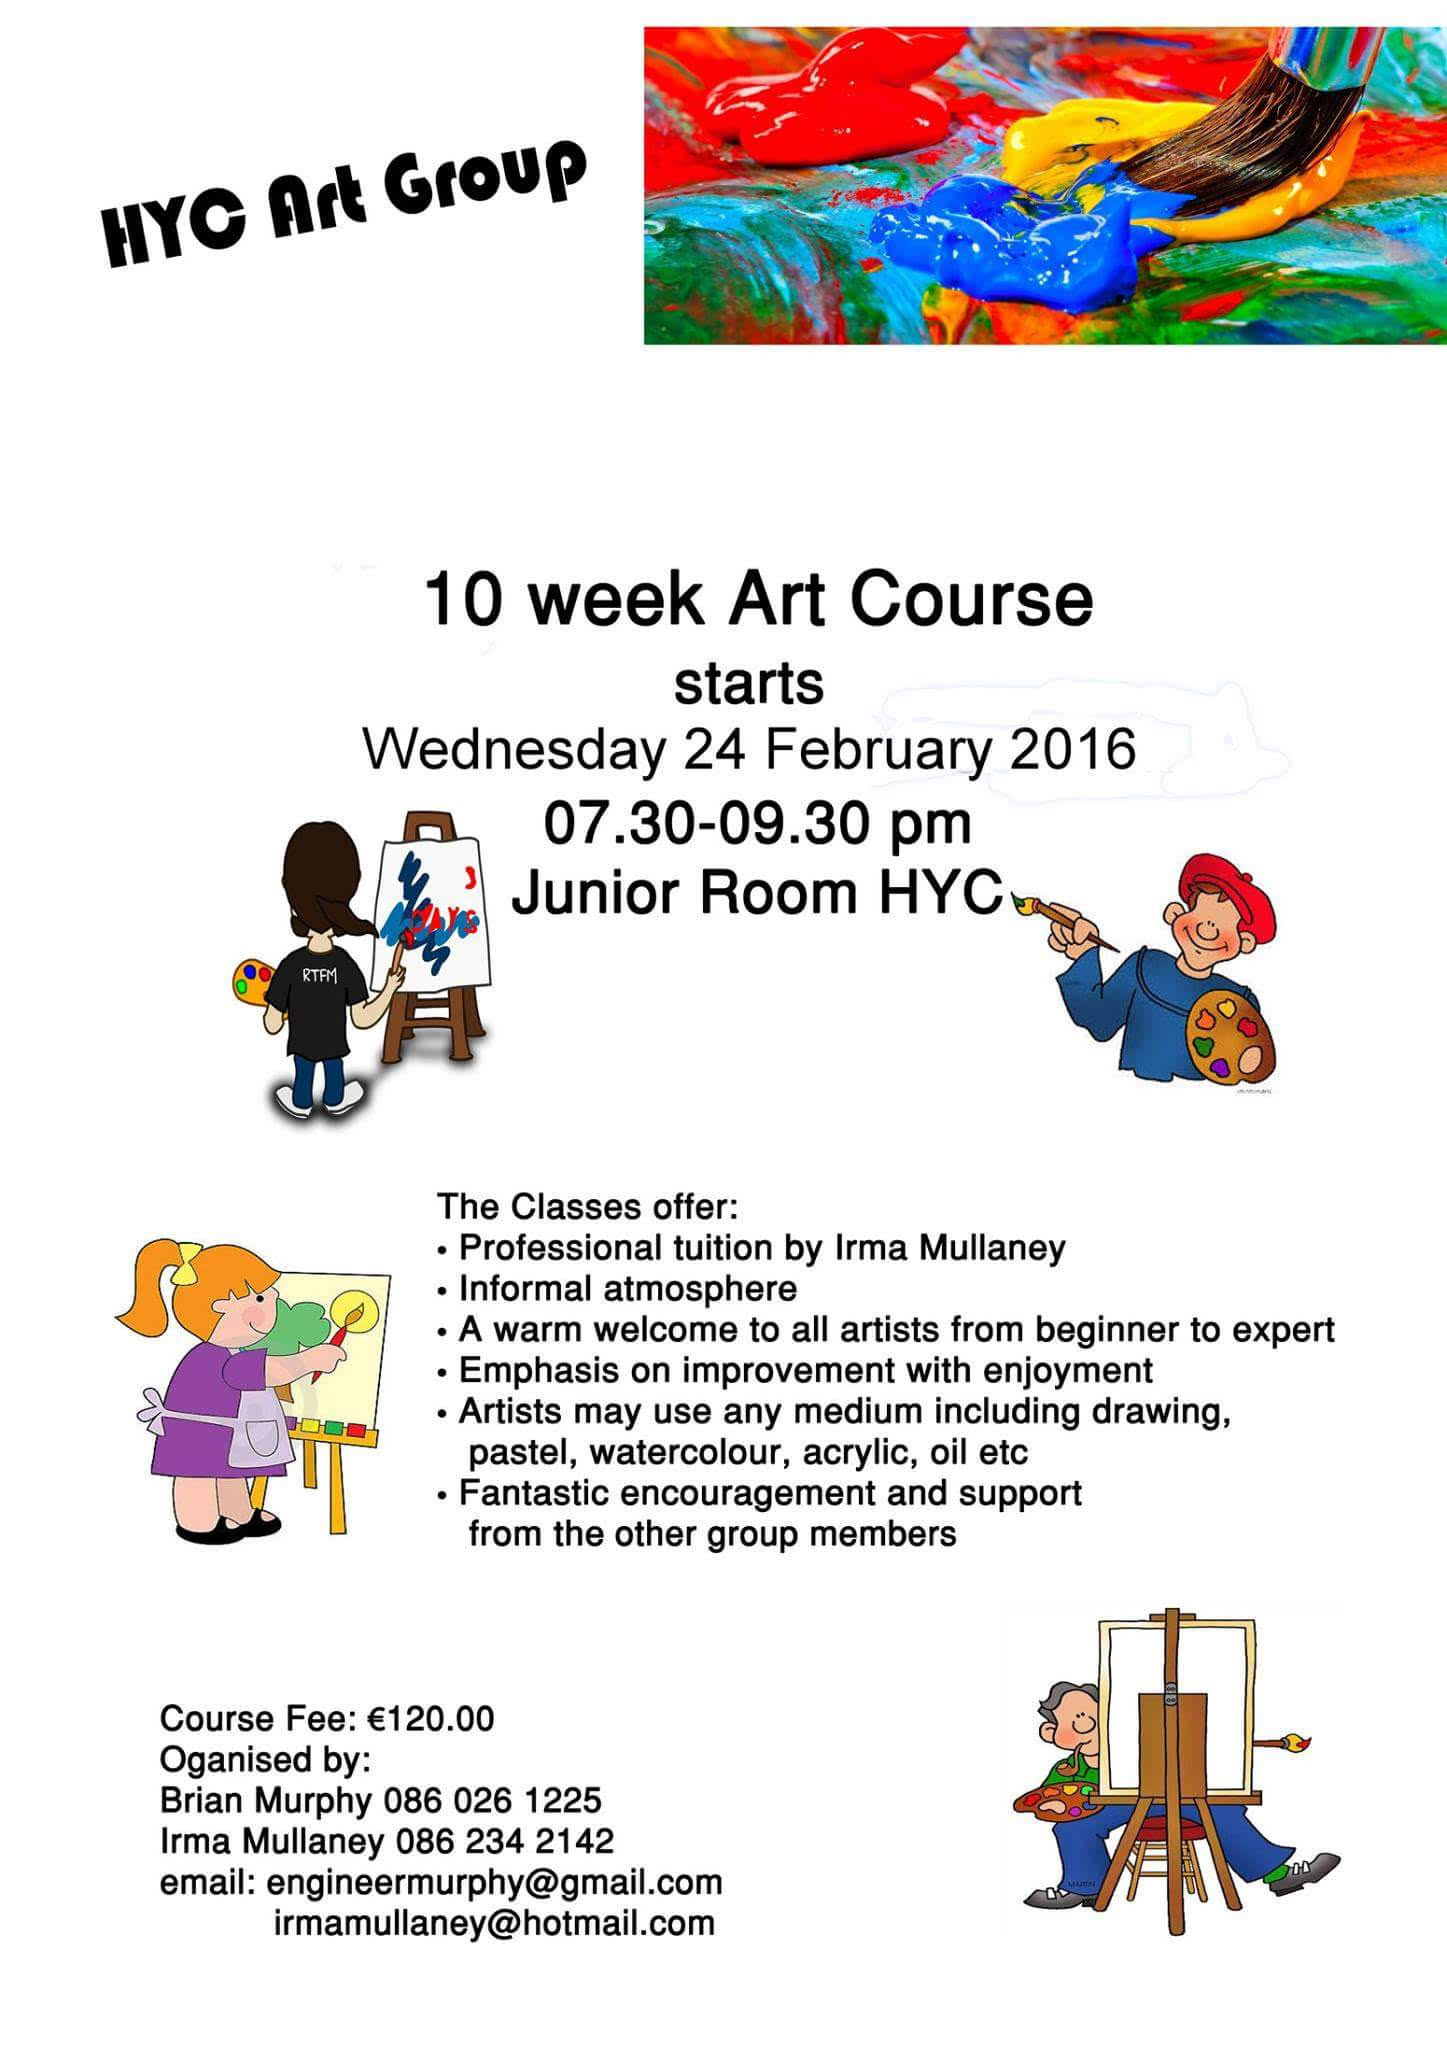 HYC Art Group
10 week Art Course
starts
Wednesday 24 February 2016
07.30-09.30 pm
Junior Room HYC
DAYS
RTFM
The Classes offer:
• Professional tuition by Irma Mullaney
• Informal atmosphere
• A warm welcome to all artists from beginner to expert
• Emphasis on improvement with enjoyment
• Artists may use any medium including drawing,
pastel, watercolour, acrylic, oil etc
• Fantastic encouragement and support
from the other group members
Course Fee: €120.00
Oganised by:
Brian Murphy 086 026 1225
Irma Mullaney 086 234 2142
email: engineermurphy@gmail.com
irmamullaney@hotmail.com
MARTIN